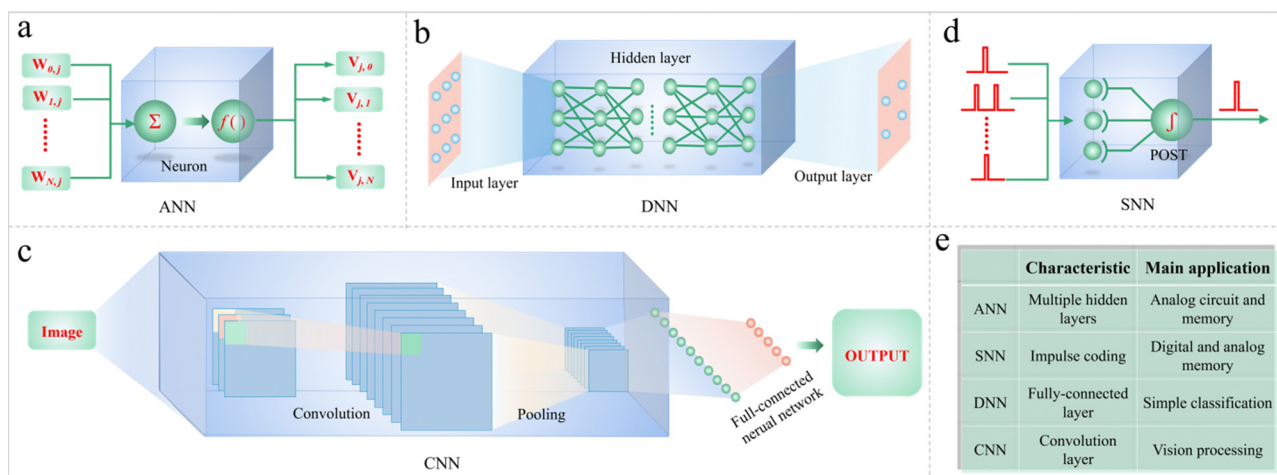 a
W0,j
W1,j
WN,j
Σ
f()
Neuron
Vj,0
Vj,1
Vj,N
ANN
b
Hidden layer
Input layer
Output layer
DNN
d
∫
POST
SNN
c
Image
Convolution
Pooling
Full-connected
nerual network
OUTPUT
CNN
e
Characteristic Main application
ANN Multiple hidden layers Analog circuit and memory
SNN Impulse coding Digital and analog memory
DNN Fully-connected layer Simple classification
CNN Convolution layer Vision processing